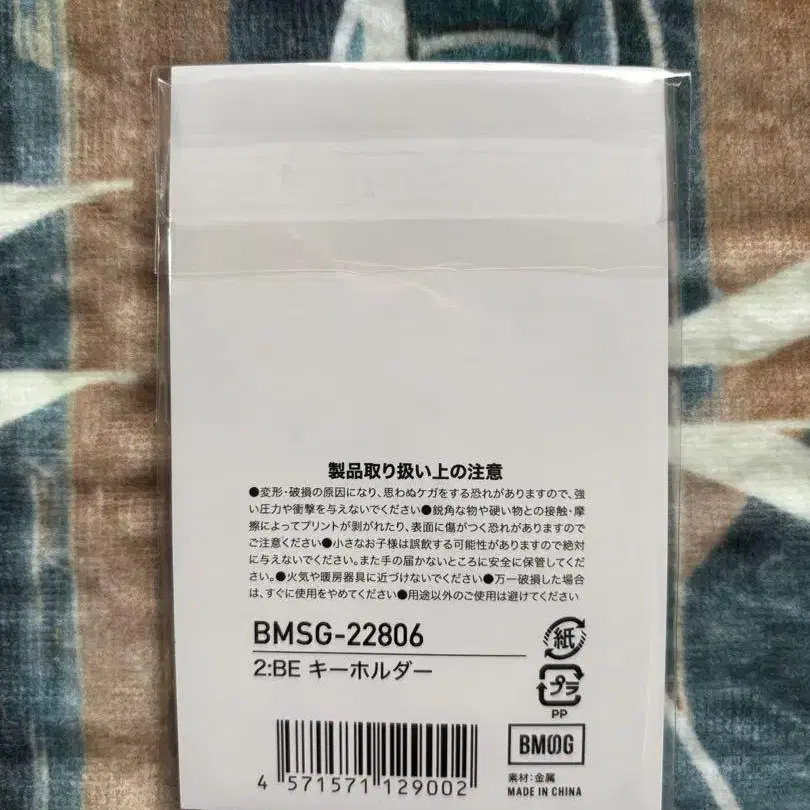 製品取り扱い上の注意
●変形・破損の原因になり、思わぬケガをする恐れがありますので、強
い圧力や衝撃を与えないでください●鋭角な物や硬い物との接触・摩
擦によってプリントが剥がれたり、表面に傷がつく恐れがありますので
ご注意ください●小さなお子様は誤飲する可能性がありますので絶対
に与えないでください。また手の届かないところに安全に保管してくだ
さい。●火気や暖房器具に近づけないでください●万一破損した場合
は、すぐに使用をやめてください●用途以外のご使用は避けてください
BMSG-22806
2:BE キーホルダー
紙
プラ
PP
BMSG
素材:金属
MADE IN CHINA
4 571571 129002